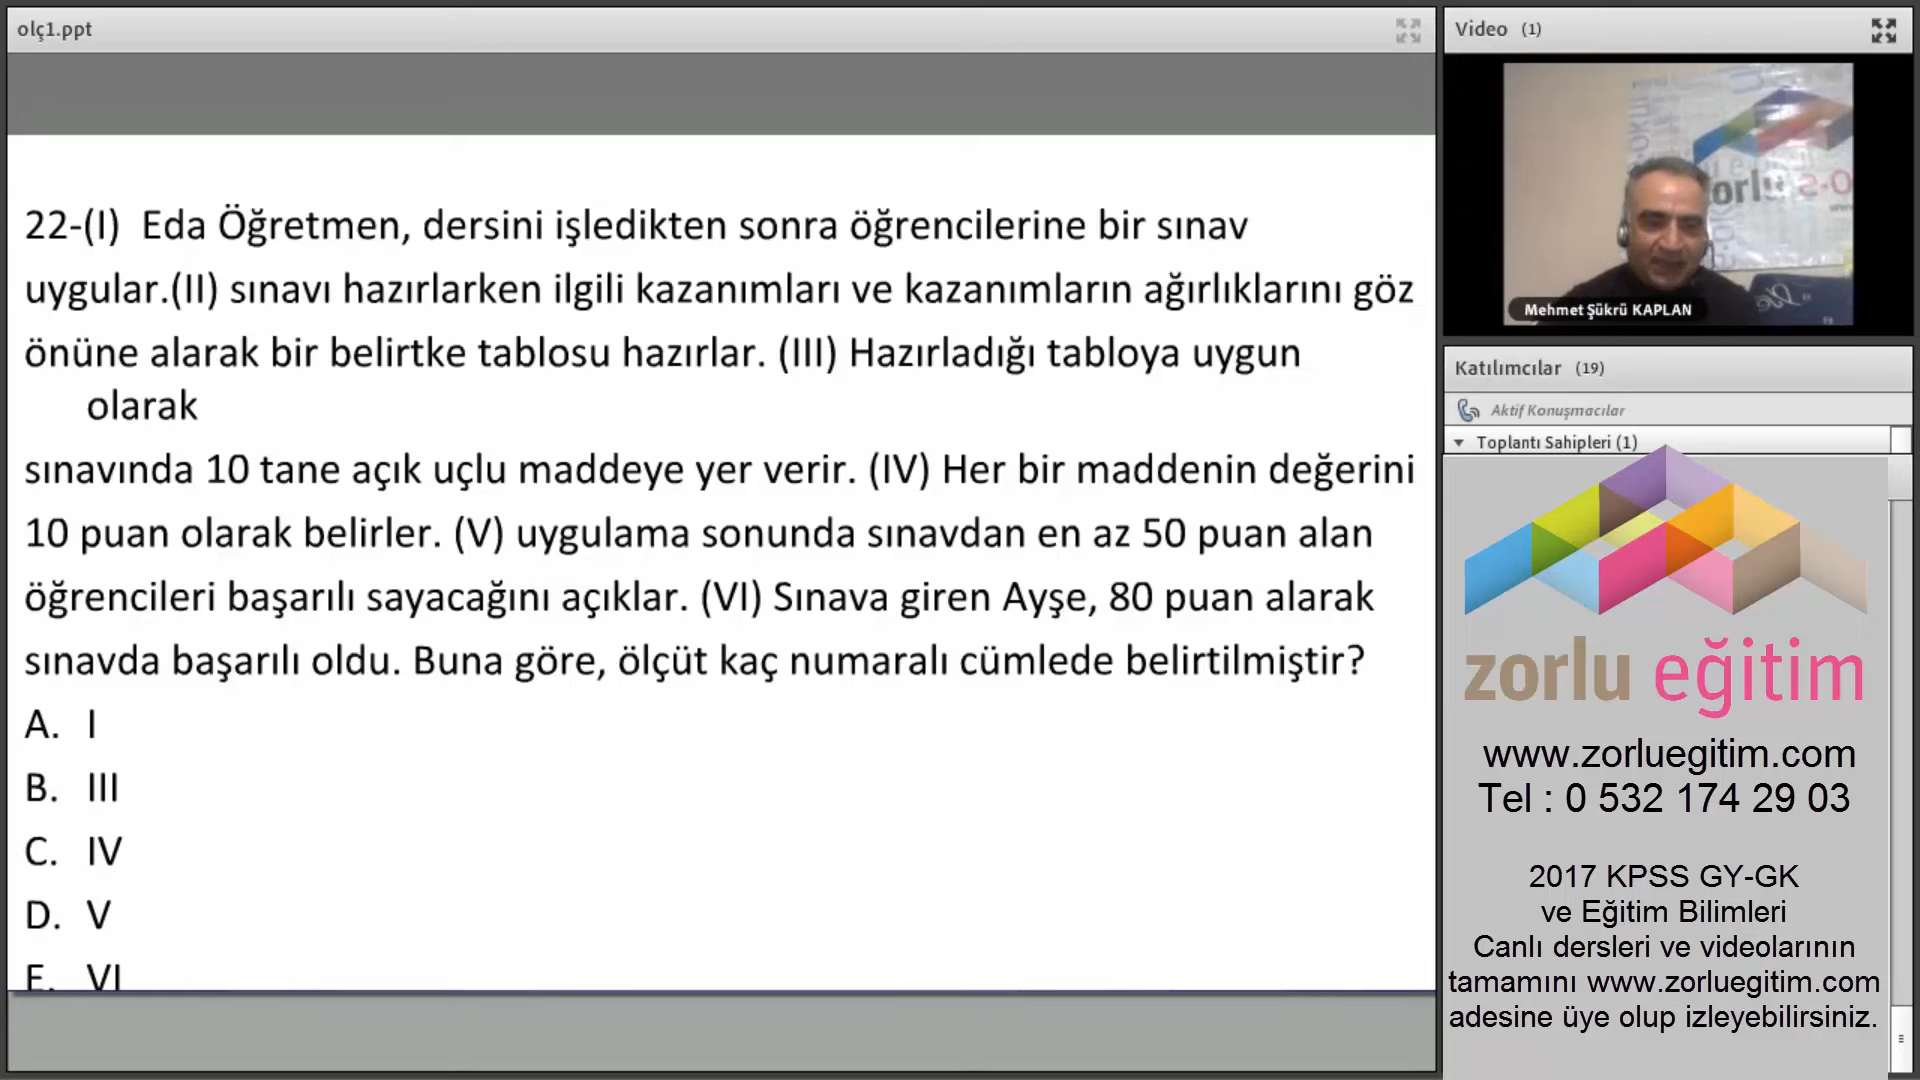 olç1.ppt
22-(I) Eda Öğretmen, dersini işledikten sonra öğrencilerine bir sınav
uygular.(II) sınavı hazırlarken ilgili kazanımları ve kazanımların ağırlıklarını göz
önüne alarak bir belirtke tablosu hazırlar. (III) Hazırladığı tabloya uygun
olarak
sınavında 10 tane açık uçlu maddeye yer verir. (IV) Her bir maddenin değerini
10 puan olarak belirler. (V) uygulama sonunda sınavdan en az 50 puan alan
öğrencileri başarılı sayacağını açıklar. (VI) Sınava giren Ayşe, 80 puan alarak
sınavda başarılı oldu. Buna göre, ölçüt kaç numaralı cümlede belirtilmiştir?
A. I
B. III
C. IV
D. V
E. VI
Video (1)
zorlu
Mehmet Şükrü KAPLAN
Katılımcılar (19)
Aktif Konuşmacılar
Toplantı Sahipleri (1)
zorlu eğitim
www.zorluegitim.com
Tel : 0 532 174 29 03
2017 KPSS GY-GK
ve Eğitim Bilimleri
Canlı dersleri ve videolarının
tamamını www.zorluegitim.com
adesine üye olup izleyebilirsiniz.